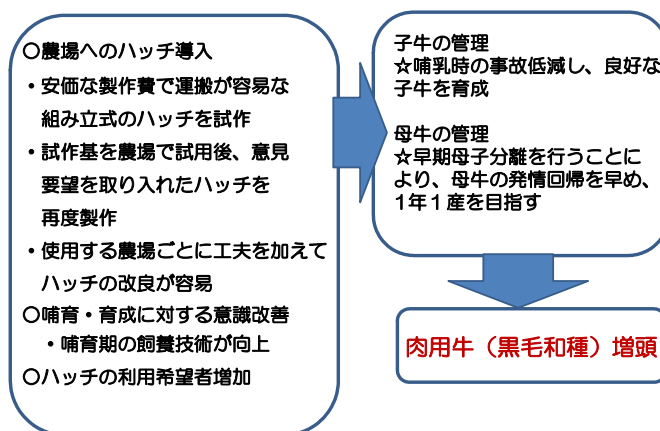 〇農場へのハッチ導入
・安価な製作費で運搬が容易な
組み立式のハッチを試作
・試作基を農場で試用後、意見
要望を取り入れたハッチを
再度製作
・使用する農場ごとに工夫を加えて
ハッチの改良が容易
〇哺育・育成に対する意識改善
・哺育期の飼養技術が向上
〇ハッチの利用希望者増加
子牛の管理
☆哺乳時の事故低減し、良好な
子牛を育成
母牛の管理
☆早期母子分離を行うことに
より、母牛の発情回帰を早め、
1年1産を目指す
肉用牛（黒毛和種）増頭